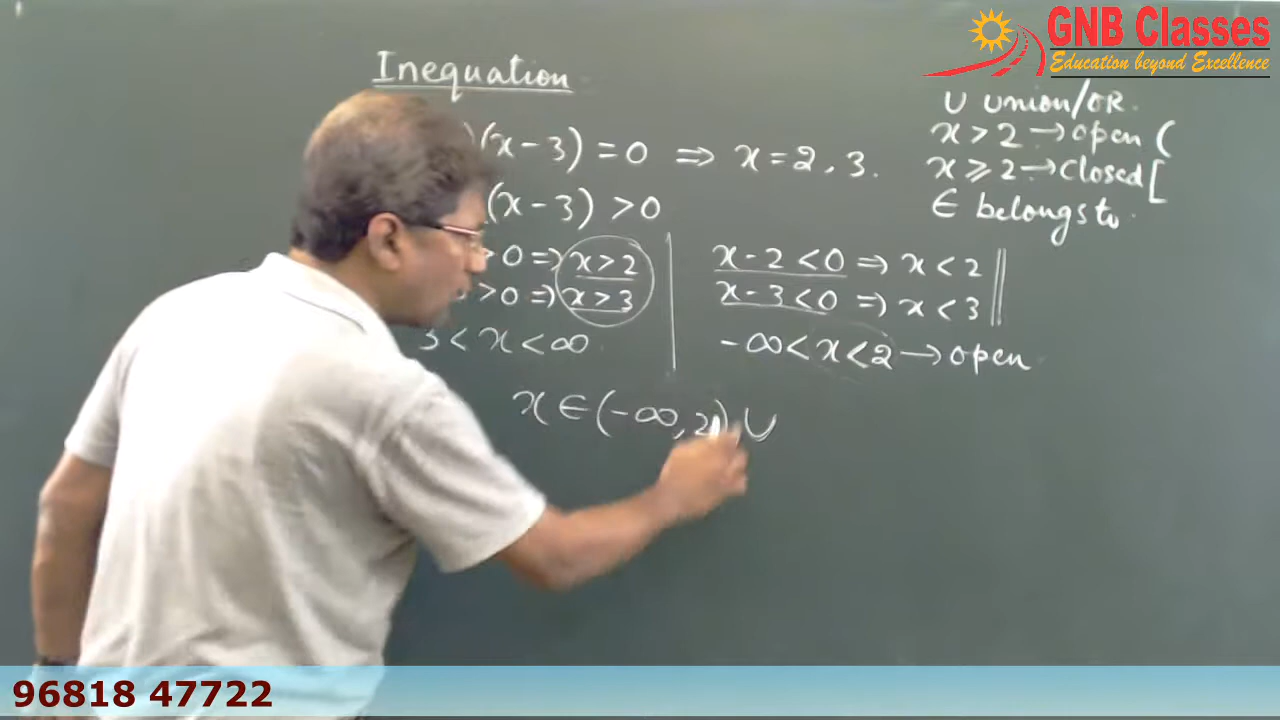 GNB Classes
Education beyond Excellence
Inequation
)(x-3) = 0 ⇒ x = 2, 3.
(x-3) > 0
> 0 ⇒ x > 2
> 0 ⇒ x > 3
3 < x < ∞
x-2 < 0 ⇒ x < 2
x-3 < 0 ⇒ x < 3
-∞ < x < 2 → open
x ∈ (-∞, 2) ∪
∪ union/OR.
x > 2 → open (
x ⩾ 2 → closed [
∈ belongs to.
96818 47722